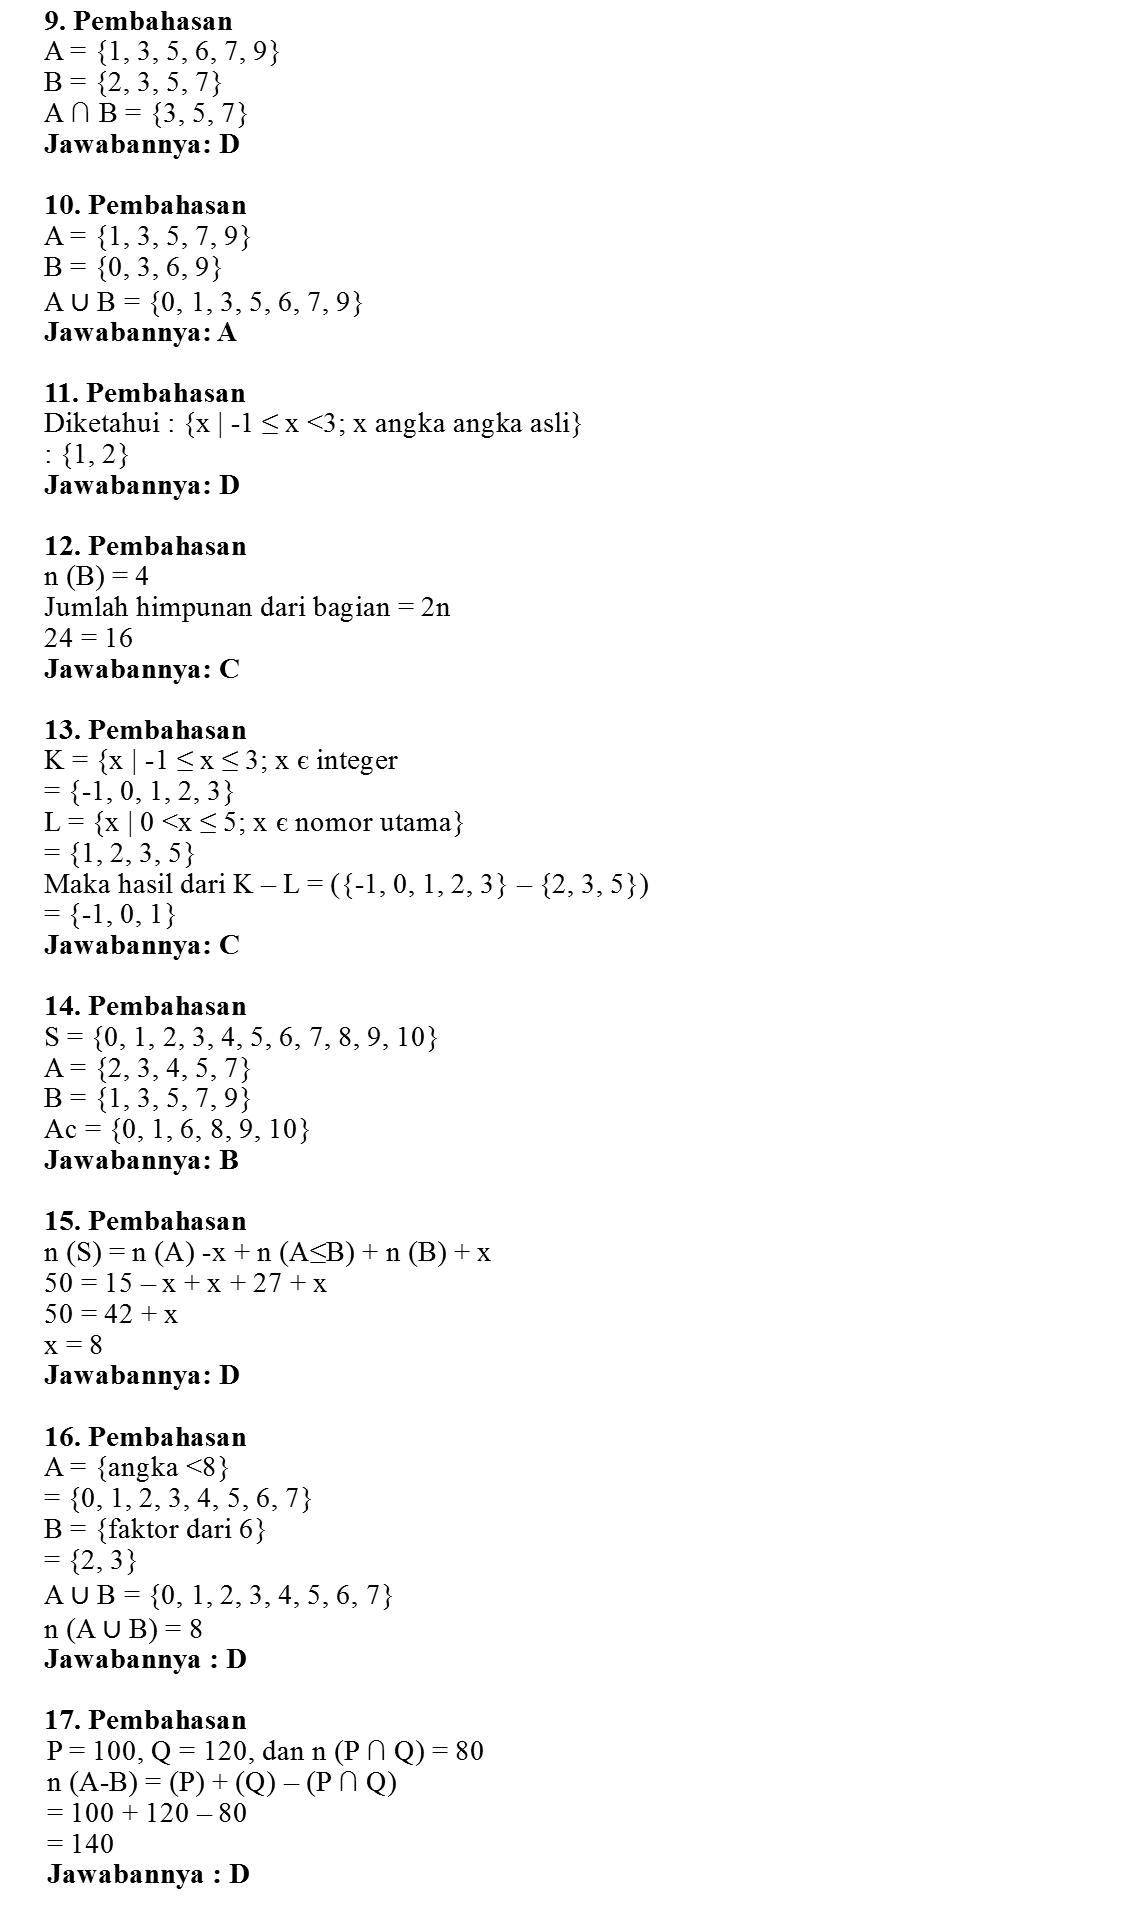 9. Pembahasan
A = {1, 3, 5, 6, 7, 9}
B = {2, 3, 5, 7}
A ∩ B = {3, 5, 7}
Jawabannya: D
10. Pembahasan
A = {1, 3, 5, 7, 9}
B = {0, 3, 6, 9}
A ∪ B = {0, 1, 3, 5, 6, 7, 9}
Jawabannya: A
11. Pembahasan
Diketahui : {x | -1 ≤ x <3; x angka angka asli}
: {1, 2}
Jawabannya: D
12. Pembahasan
n (B) = 4
Jumlah himpunan dari bagian = 2n
24 = 16
Jawabannya: C
13. Pembahasan
K = {x | -1 ≤ x ≤ 3; x є integer
= {-1, 0, 1, 2, 3}
L = {x | 0 <x ≤ 5; x є nomor utama}
= {1, 2, 3, 5}
Maka hasil dari K – L = ({-1, 0, 1, 2, 3} – {2, 3, 5})
= {-1, 0, 1}
Jawabannya: C
14. Pembahasan
S = {0, 1, 2, 3, 4, 5, 6, 7, 8, 9, 10}
A = {2, 3, 4, 5, 7}
B = {1, 3, 5, 7, 9}
Ac = {0, 1, 6, 8, 9, 10}
Jawabannya: B
15. Pembahasan
n (S) = n (A) -x + n (A≤B) + n (B) + x
50 = 15 – x + x + 27 + x
50 = 42 + x
x = 8
Jawabannya: D
16. Pembahasan
A = {angka <8}
= {0, 1, 2, 3, 4, 5, 6, 7}
B = {faktor dari 6}
= {2, 3}
A ∪ B = {0, 1, 2, 3, 4, 5, 6, 7}
n (A ∪ B) = 8
Jawabannya : D
17. Pembahasan
P = 100, Q = 120, dan n (P ∩ Q) = 80
n (A-B) = (P) + (Q) – (P ∩ Q)
= 100 + 120 – 80
= 140
Jawabannya : D